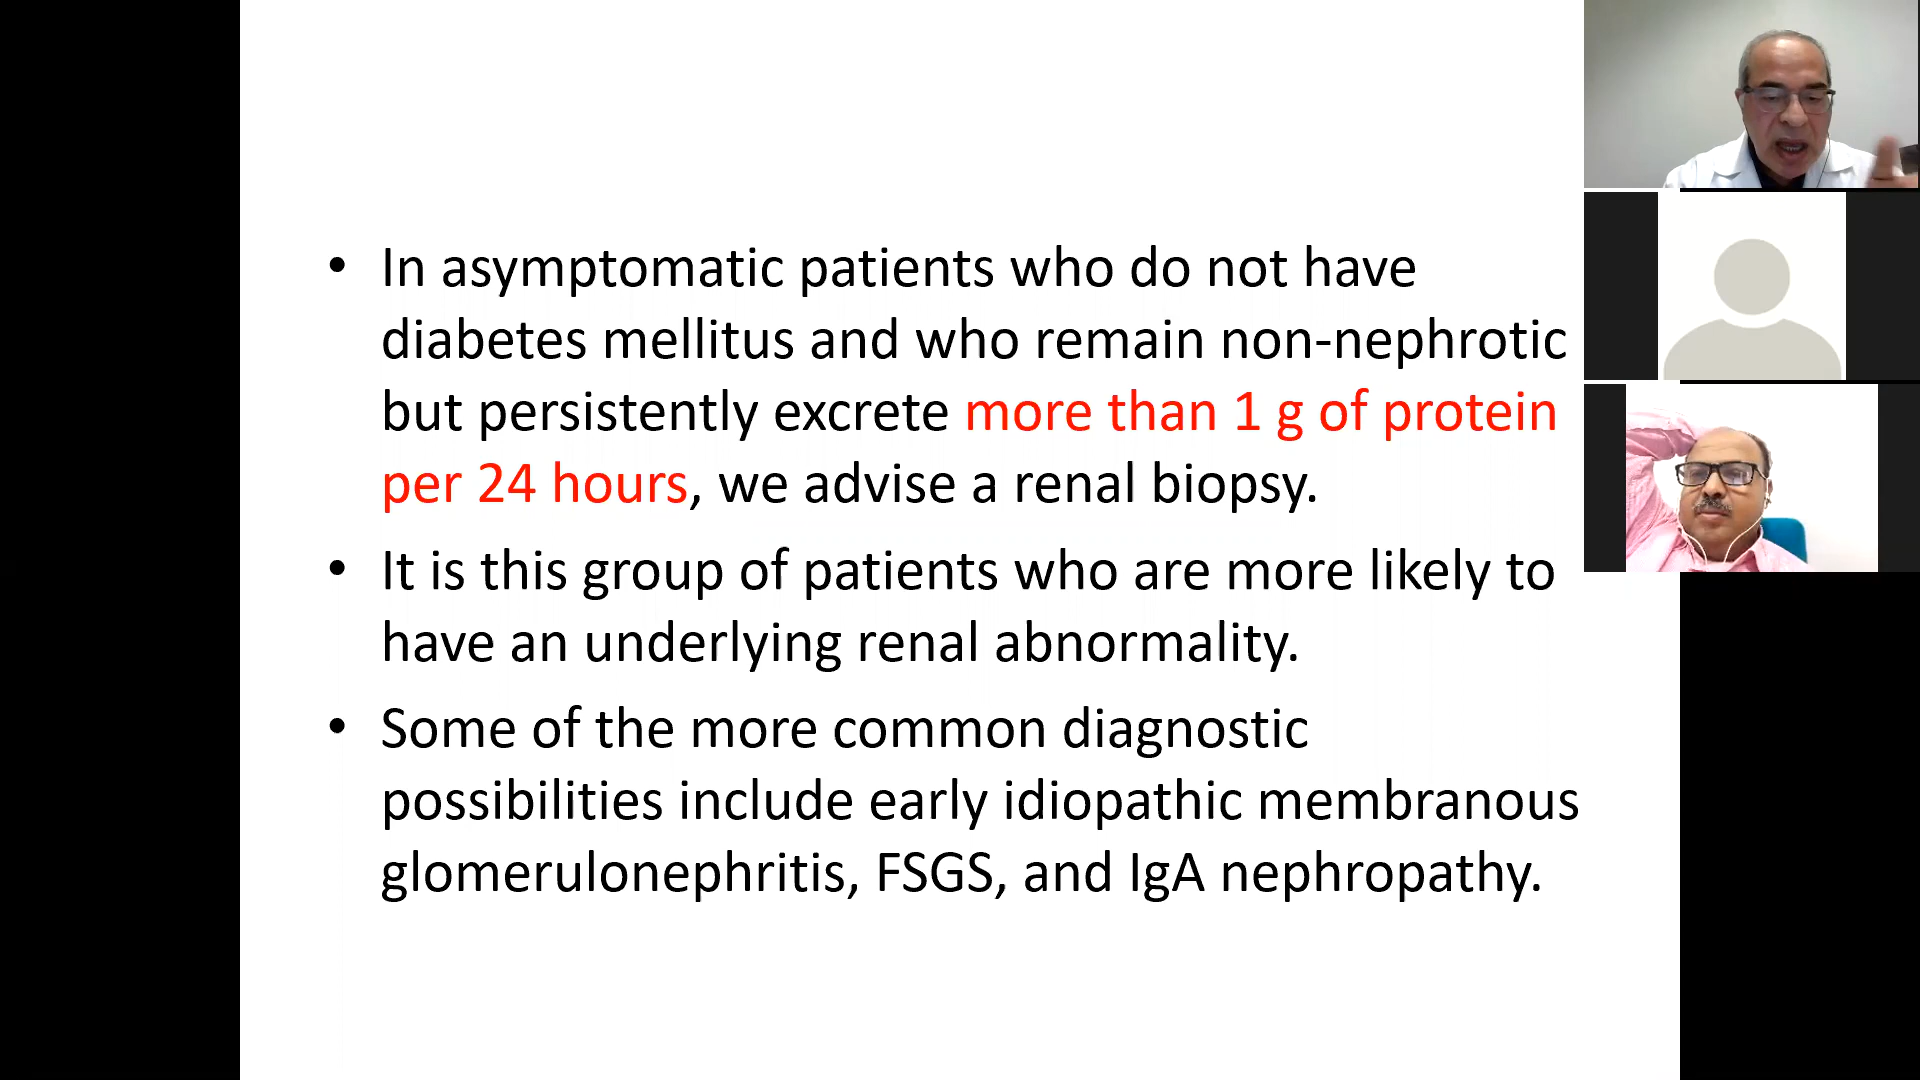 • In asymptomatic patients who do not have
diabetes mellitus and who remain non-nephrotic
but persistently excrete more than 1 g of protein
per 24 hours, we advise a renal biopsy.
• It is this group of patients who are more likely to
have an underlying renal abnormality.
• Some of the more common diagnostic
possibilities include early idiopathic membranous
glomerulonephritis, FSGS, and IgA nephropathy.